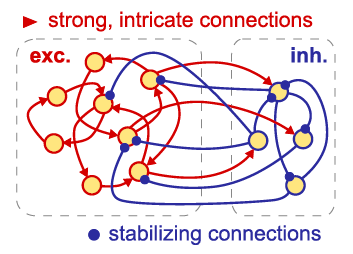 strong, intricate connections
exc.
inh.
stabilizing connections